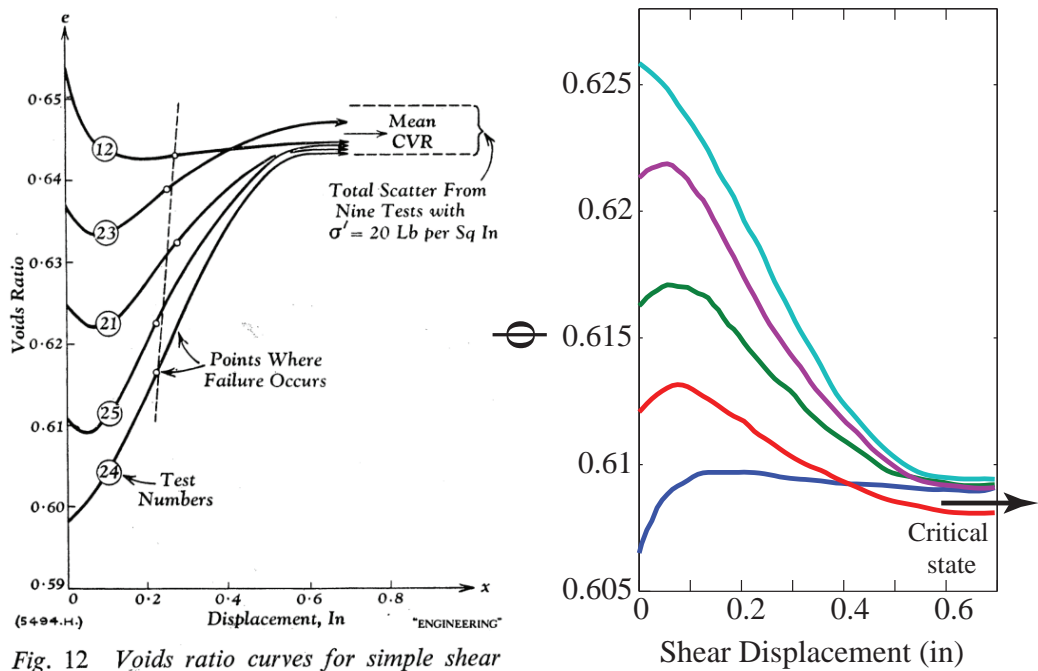 e
0·65
0·64
0·63
0·62
0·61
0·60
0·59
Voids Ratio
12
23
21
25
24
Mean
CVR
Total Scatter From
Nine Tests with
σ' = 20 Lb per Sq In
Points Where
Failure Occurs
Test
Numbers
0
0·2
0·4
0·6
0·8
x
(5494.H.)
Displacement, In
"ENGINEERING"
Fig. 12 Voids ratio curves for simple shear
ϕ
0.625
0.62
0.615
0.61
0.605
Critical
state
0
0.2
0.4
0.6
Shear Displacement (in)